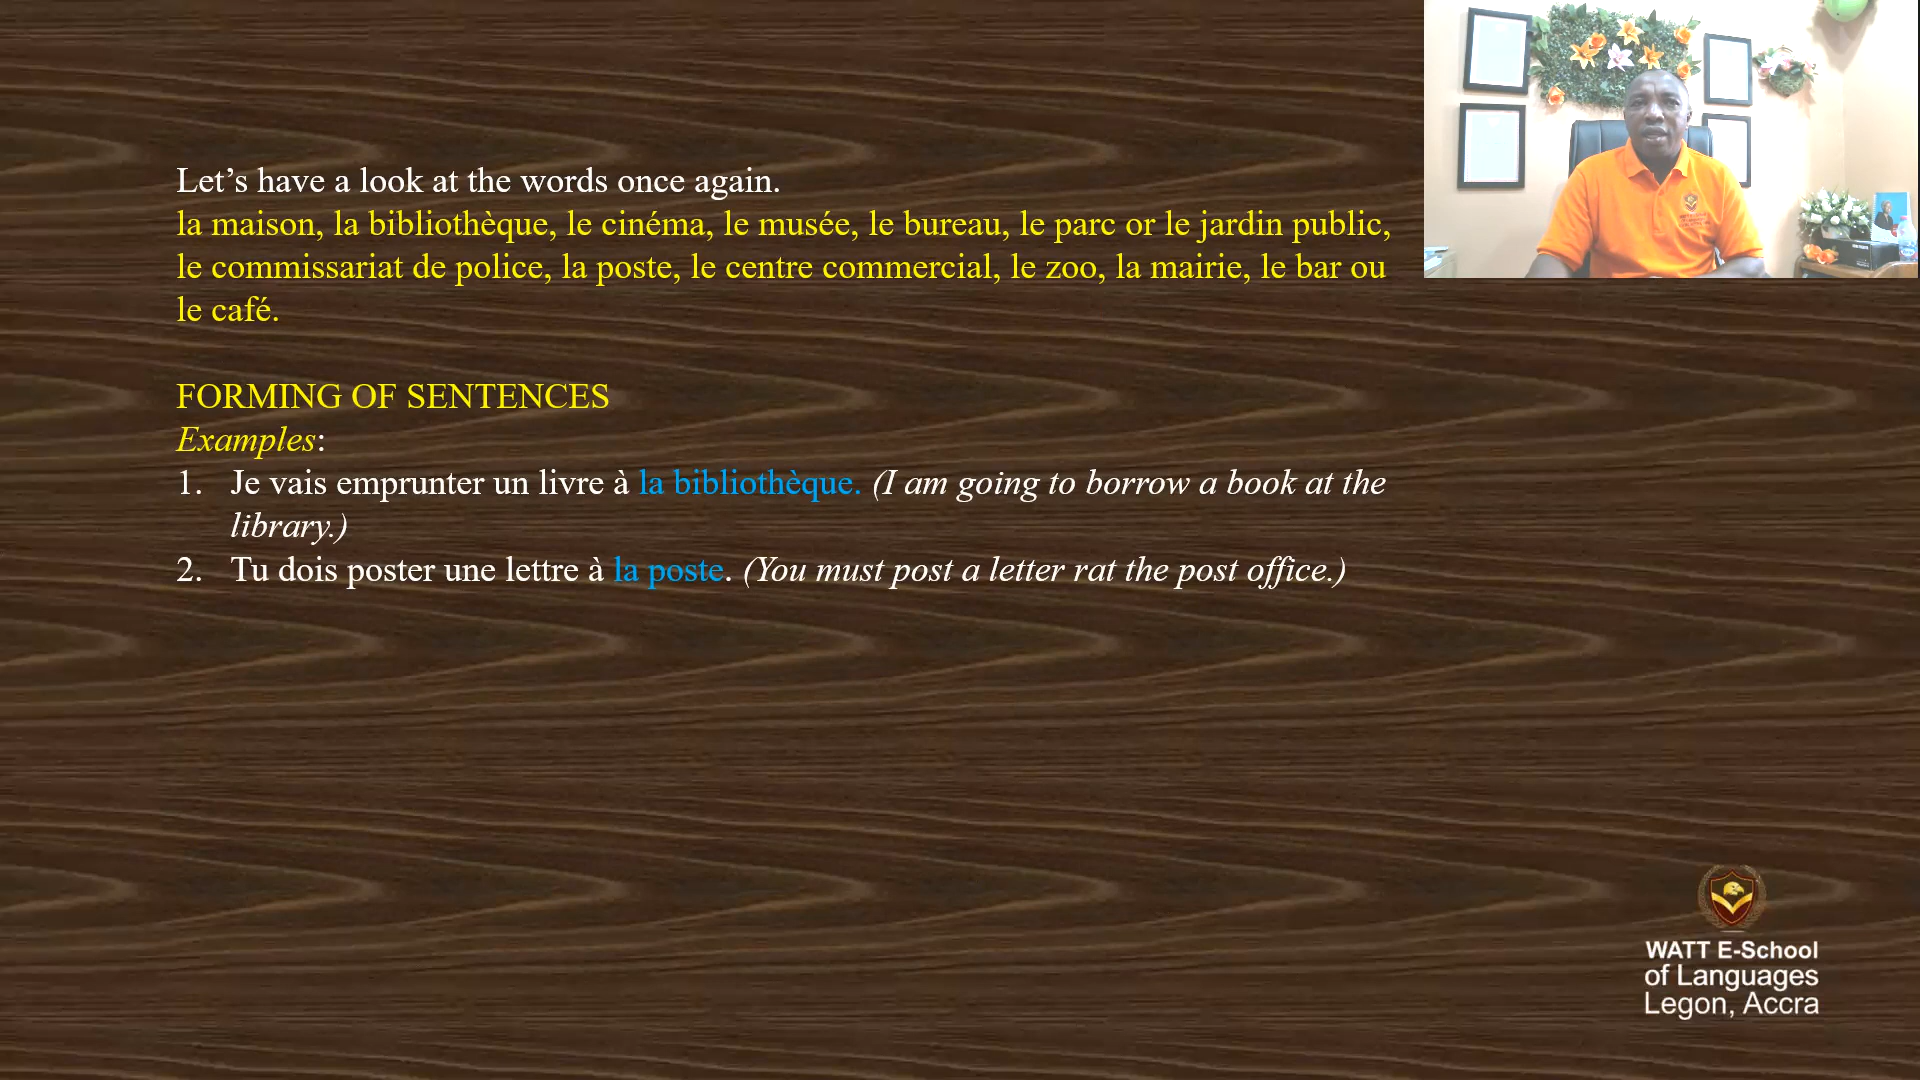 Let’s have a look at the words once again.
la maison, la bibliothèque, le cinéma, le musée, le bureau, le parc or le jardin public,
le commissariat de police, la poste, le centre commercial, le zoo, la mairie, le bar ou
le café.
FORMING OF SENTENCES
Examples:
1. Je vais emprunter un livre à la bibliothèque. (I am going to borrow a book at the
library.)
2. Tu dois poster une lettre à la poste. (You must post a letter rat the post office.)
WATT E-School
of Languages
Legon, Accra